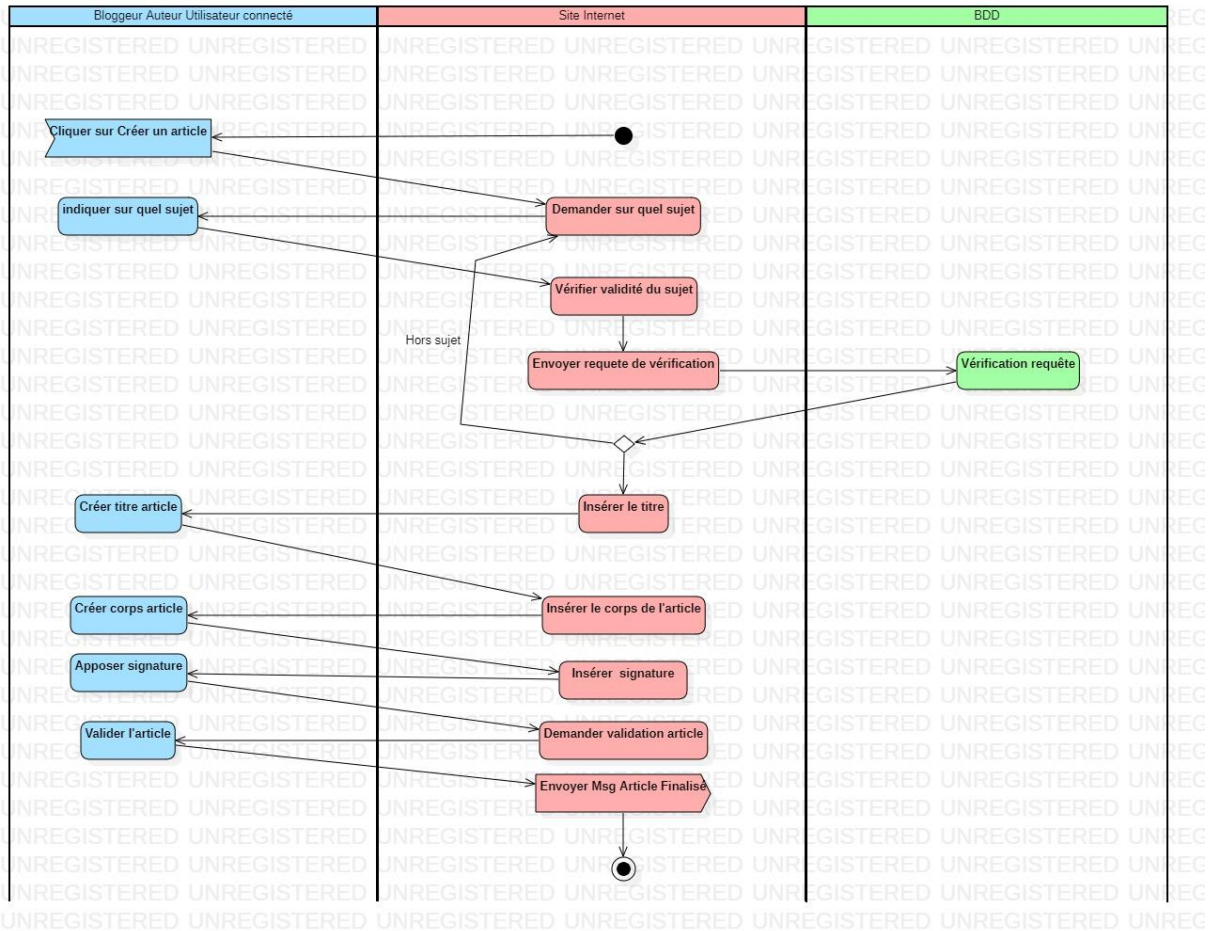 Bloggeur Auteur Utilisateur connecté
Site Internet
BDD
Cliquer sur Créer un article
indiquer sur quel sujet
Demander sur quel sujet
Vérifier validité du sujet
Hors sujet
Envoyer requete de vérification
Vérification requête
Créer titre article
Insérer le titre
Créer corps article
Insérer le corps de l'article
Apposer signature
Insérer  signature
Valider l'article
Demander validation article
Envoyer Msg Article Finalisé